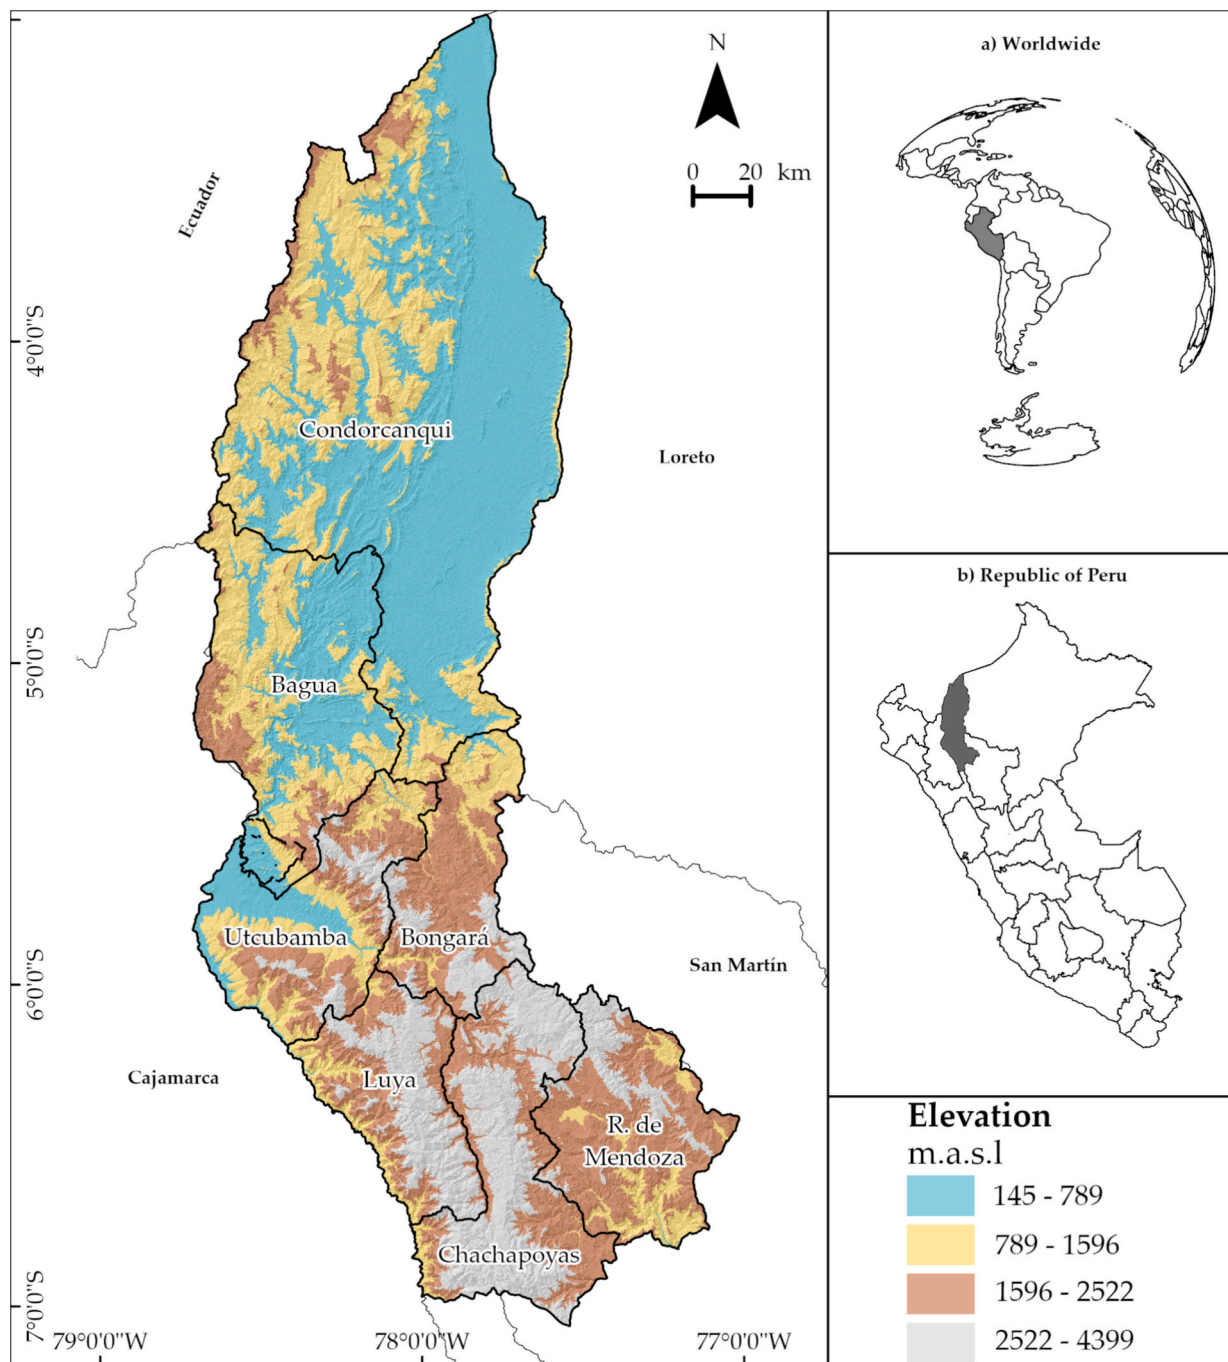 N
0 20 km
Ecuador
4°0'0"S
Condorcanqui
Loreto
5°0'0"S
Bagua
Utcubamba
Bongará
San Martín
6°0'0"S
Cajamarca
Luya
R. de
Mendoza
Chachapoyas
7°0'0"S
79°0'0"W
78°0'0"W
77°0'0"W
a) Worldwide
b) Republic of Peru
Elevation
m.a.s.l
145 - 789
789 - 1596
1596 - 2522
2522 - 4399